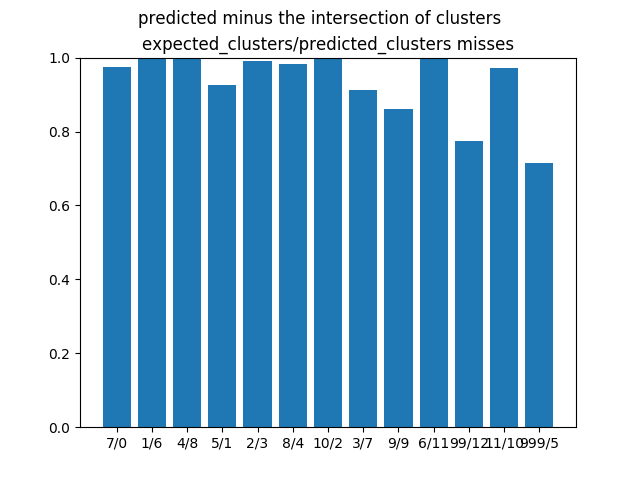 predicted minus the intersection of clusters
expected_clusters/predicted_clusters misses
1.0
0.8
0.6
0.4
0.2
0.0
7/0 1/6 4/8 5/1 2/3 8/4 10/2 3/7 9/9 6/11 99/12 11/10 999/5